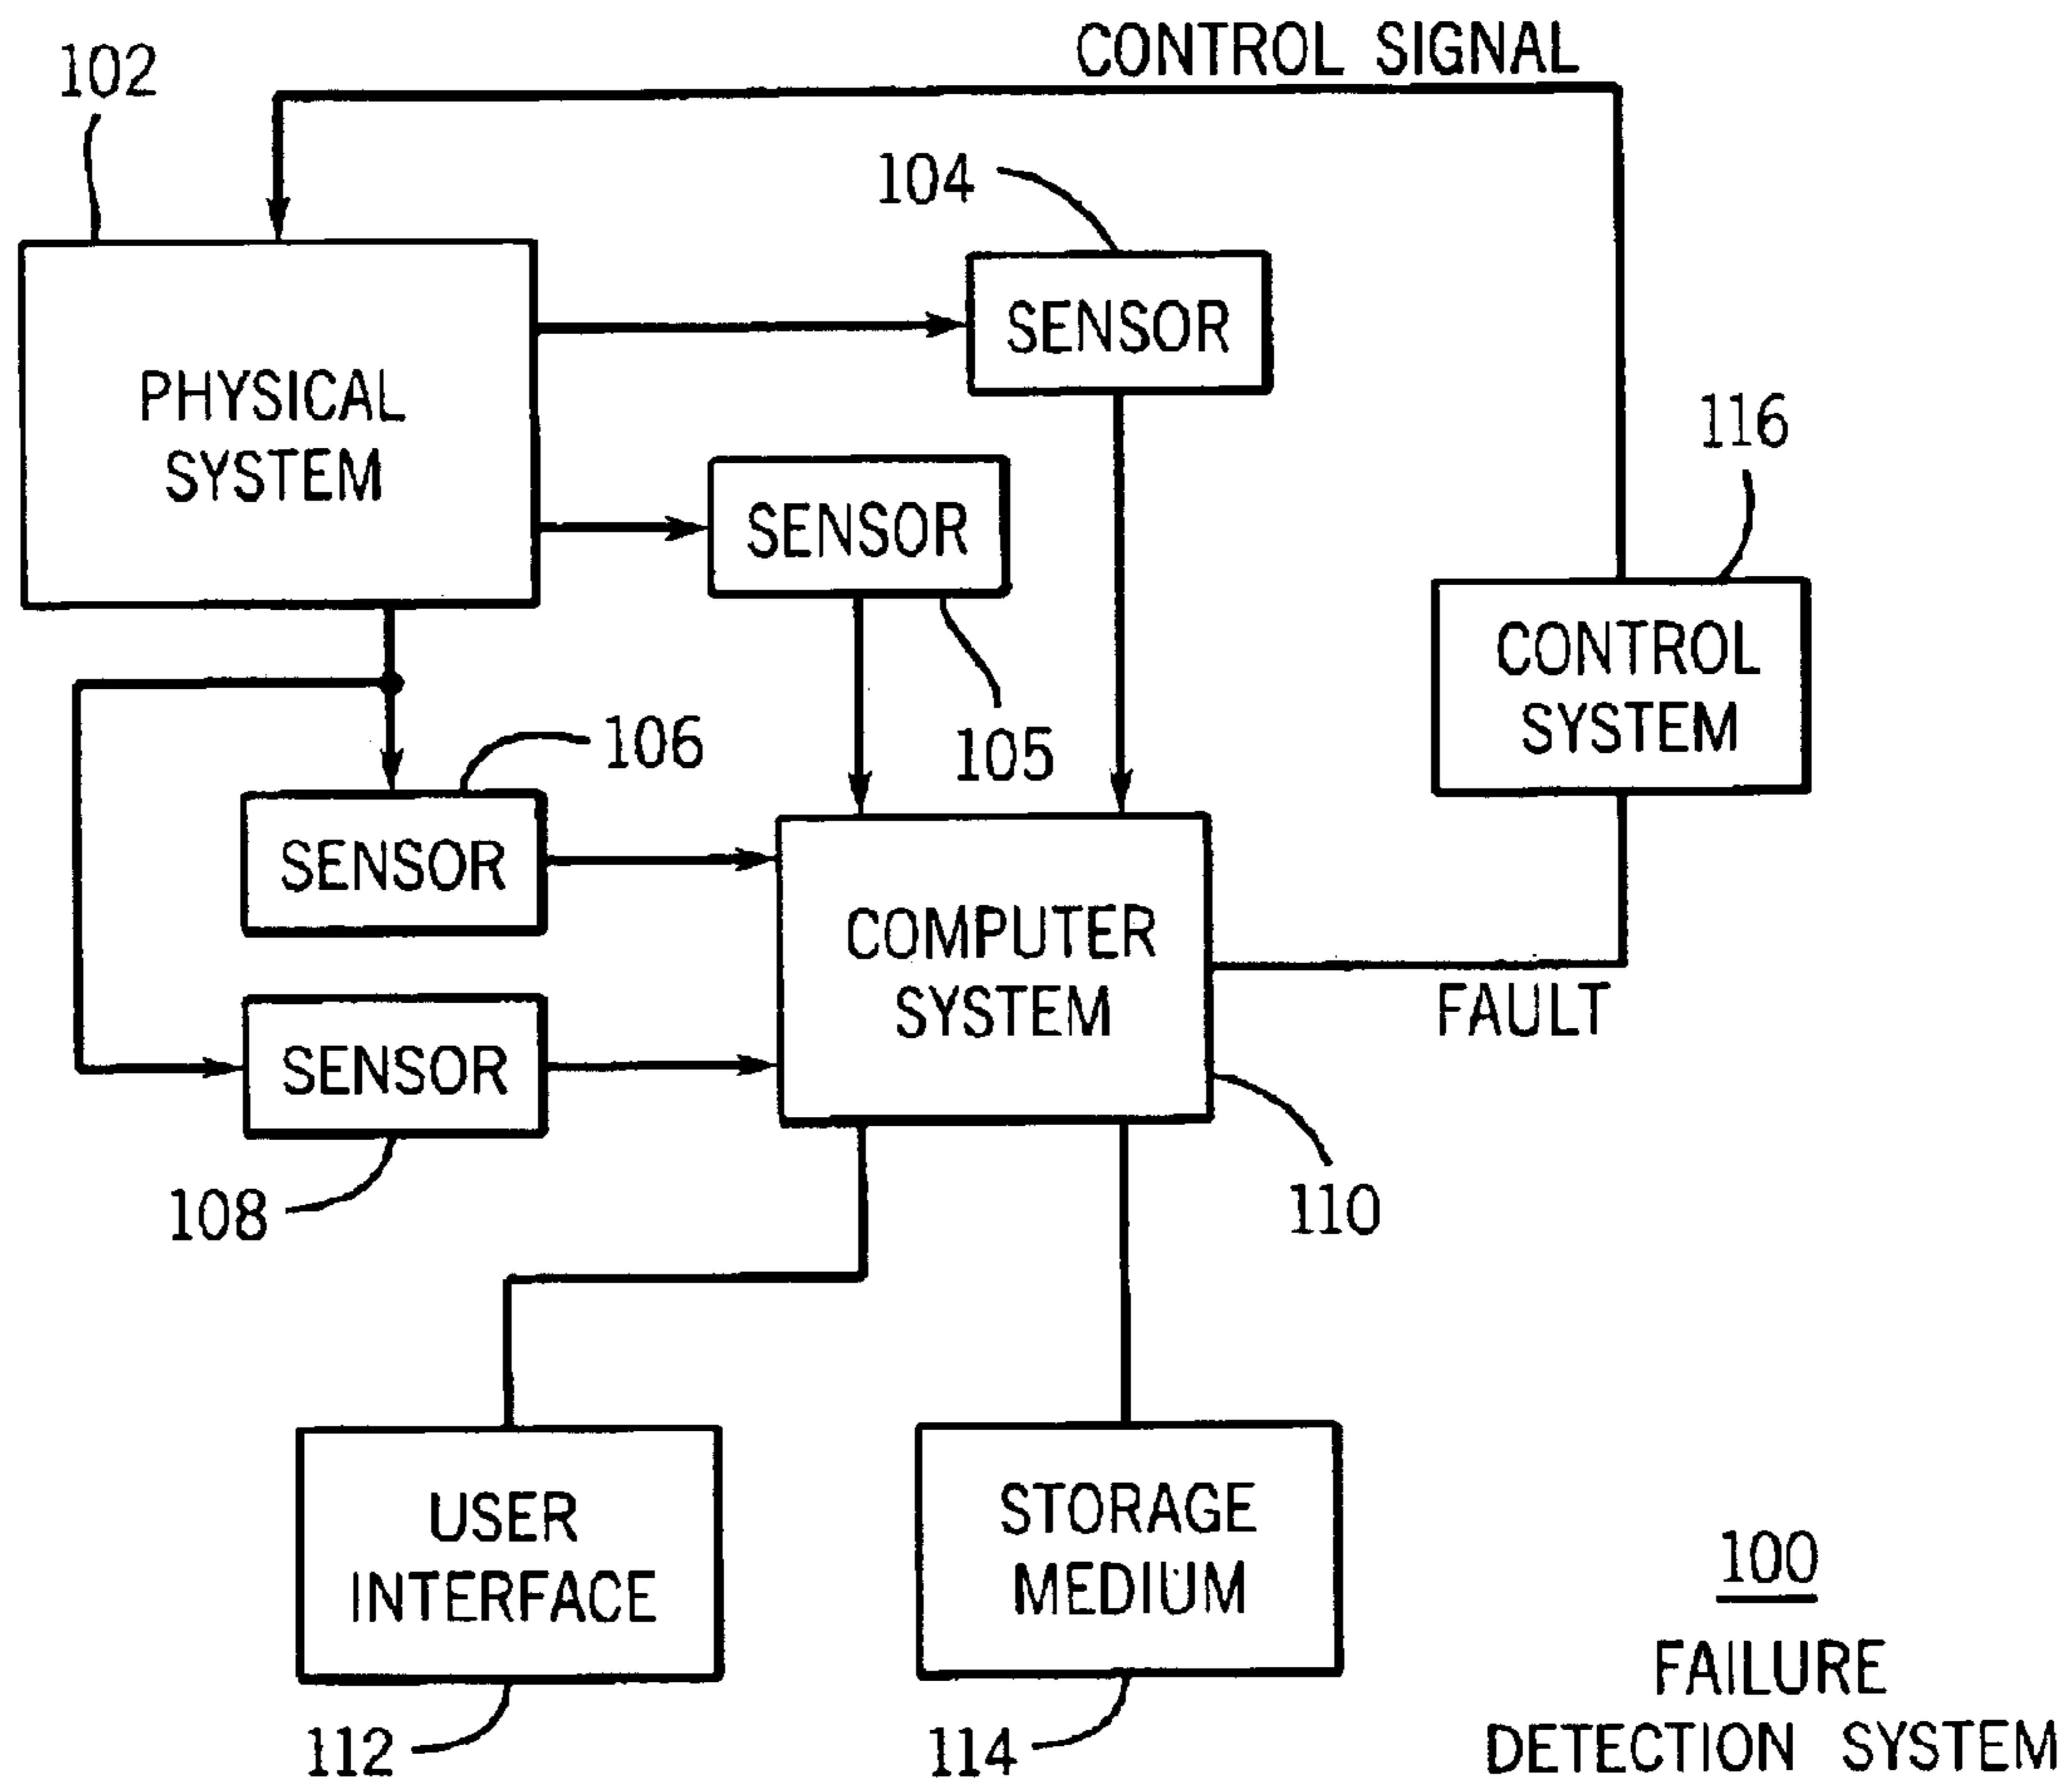 CONTROL SIGNAL
102
104
SENSOR
PHYSICAL
SYSTEM
116
SENSOR
CONTROL
SYSTEM
106
105
SENSOR
COMPUTER
SYSTEM
FAULT
SENSOR
108
110
USER
INTERFACE
STORAGE
MEDIUM
112
114
100
FAILURE
DETECTION SYSTEM